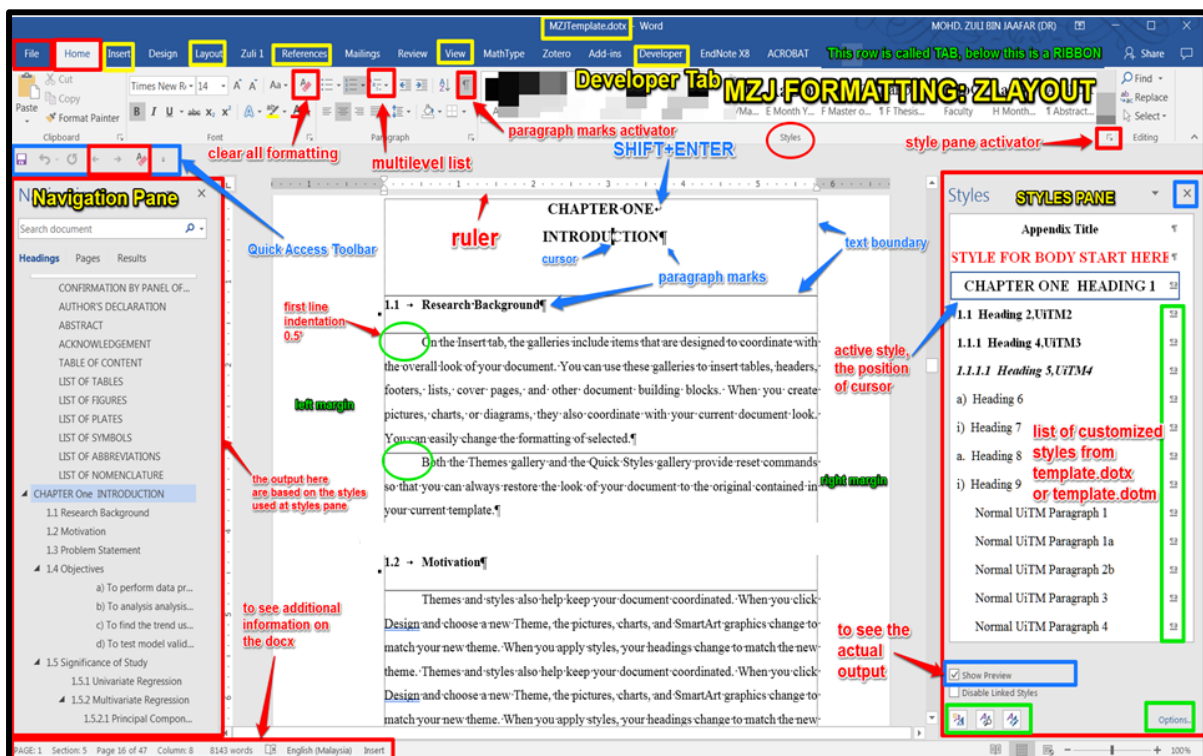 MZJTemplate.dotx - Word
MOHD. ZULI BIN JAAFAR (DR)
File Home Insert Design Layout Zuli 1 References Mailings Review View MathType Zotero Add-ins Developer EndNote X8 ACROBAT This row is called TAB, below this is a RIBBON Share
Developer Tab
MZJ FORMATTING: ZLAYOUT
Paste
Cut
Copy
Format Painter
Times New R 14
E Month Y... F Master o... 1 F Thesis... Faculty H Month... 1 Abstract...
Find
Replace
Select
Clipboard Font Paragraph Styles Editing
clear all formatting
multilevel list
paragraph marks activator
SHIFT+ENTER
style pane activator
Navigation Pane
Search document
Headings Pages Results
CONFIRMATION BY PANEL OF...
AUTHOR'S DECLARATION
ABSTRACT
ACKNOWLEDGEMENT
TABLE OF CONTENT
LIST OF TABLES
LIST OF FIGURES
LIST OF PLATES
LIST OF SYMBOLS
LIST OF ABBREVIATIONS
LIST OF NOMENCLATURE
CHAPTER One INTRODUCTION
1.1 Research Background
1.2 Motivation
1.3 Problem Statement
1.4 Objectives
a) To perform data pr...
b) To analysis analysis...
c) To find the trend us...
d) To test model valid...
1.5 Significance of Study
1.5.1 Univariate Regression
1.5.2 Multivariate Regression
1.5.2.1 Principal Compon...
Quick Access Toolbar
ruler
CHAPTER·ONE↵
INTRODUCTION¶
cursor
text boundary
paragraph marks
first line
indentation
0.5'
left margin
right margin
the output here
are based on the styles
used at styles pane
to see additional
information on
the docx
1.1 → Research·Background¶
On·the·Insert·tab,·the·galleries·include·items·that·are·designed·to·coordinate·with·
the·overall·look·of·your·document.·You·can·use·these·galleries·to·insert·tables,·headers,·
footers,·lists,·cover·pages,·and·other·document·building·blocks.·When·you·create·
pictures,·charts,·or·diagrams,·they·also·coordinate·with·your·current·document·look.·
You·can·easily·change·the·formatting·of·selected.¶
Both·the·Themes·gallery·and·the·Quick·Styles·gallery·provide·reset·commands·
so·that·you·can·always·restore·the·look·of·your·document·to·the·original·contained·in·
your·current·template.¶
1.2 → Motivation¶
Themes·and·styles·also·help·keep·your·document·coordinated.·When·you·click·
Design·and·choose·a·new·Theme,·the·pictures,·charts,·and·SmartArt·graphics·change·to·
match·your·new·theme.·When·you·apply·styles,·your·headings·change·to·match·the·new·
theme.·Themes·and·styles·also·help·keep·your·document·coordinated.·When·you·click·
Design·and·choose·a·new·Theme,·the·pictures,·charts,·and·SmartArt·graphics·change·to·
match·your·new·theme.·When·you·apply·styles,·your·headings·change·to·match·the·new·
Styles
STYLES PANE
Appendix Title
STYLE FOR BODY START HERE
CHAPTER ONE HEADING 1
1.1 Heading 2,UiTM2
1.1.1 Heading 4,UiTM3
1.1.1.1 Heading 5,UiTM4
a) Heading 6
i) Heading 7
a. Heading 8
i) Heading 9
Normal UiTM Paragraph 1
Normal UiTM Paragraph 1a
Normal UiTM Paragraph 2b
Normal UiTM Paragraph 3
Normal UiTM Paragraph 4
active style,
the position
of cursor
list of customized
styles from
template.dotx
or template.dotm
to see the
actual
output
Show Preview
Disable Linked Styles
Options...
PAGE: 1 Section: 5 Page 16 of 47 Column: 8 8143 words English (Malaysia) Insert
100%